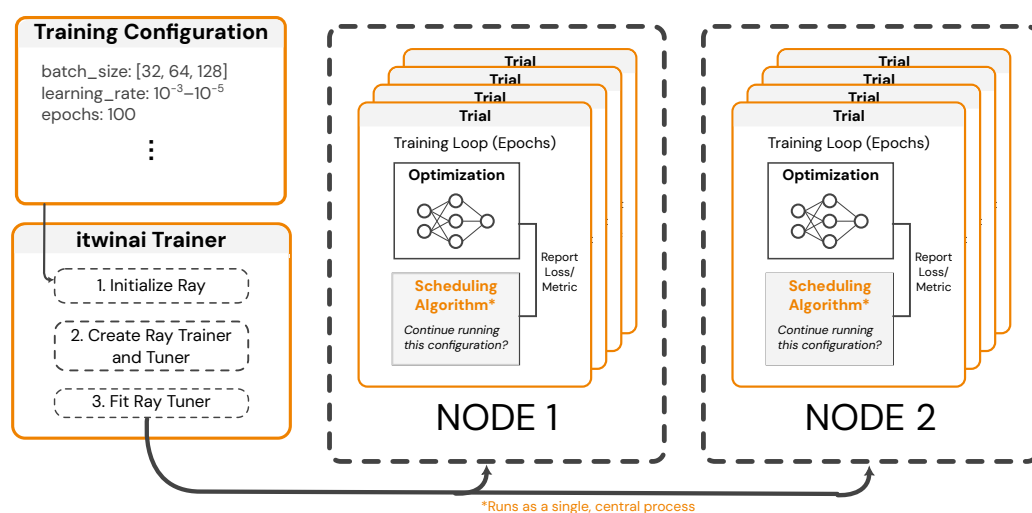 Training Configuration
batch_size: [32, 64, 128]
learning_rate: 10⁻³–10⁻⁵
epochs: 100
⋮
itwinai Trainer
1. Initialize Ray
2. Create Ray Trainer
and Tuner
3. Fit Ray Tuner
Trial
Trial
Trial
Trial
Training Loop (Epochs)
Optimization
Report
Loss/
Metric
Scheduling
Algorithm*
Continue running
this configuration?
NODE 1
Trial
Trial
Trial
Trial
Training Loop (Epochs)
Optimization
Report
Loss/
Metric
Scheduling
Algorithm*
Continue running
this configuration?
NODE 2
*Runs as a single, central process